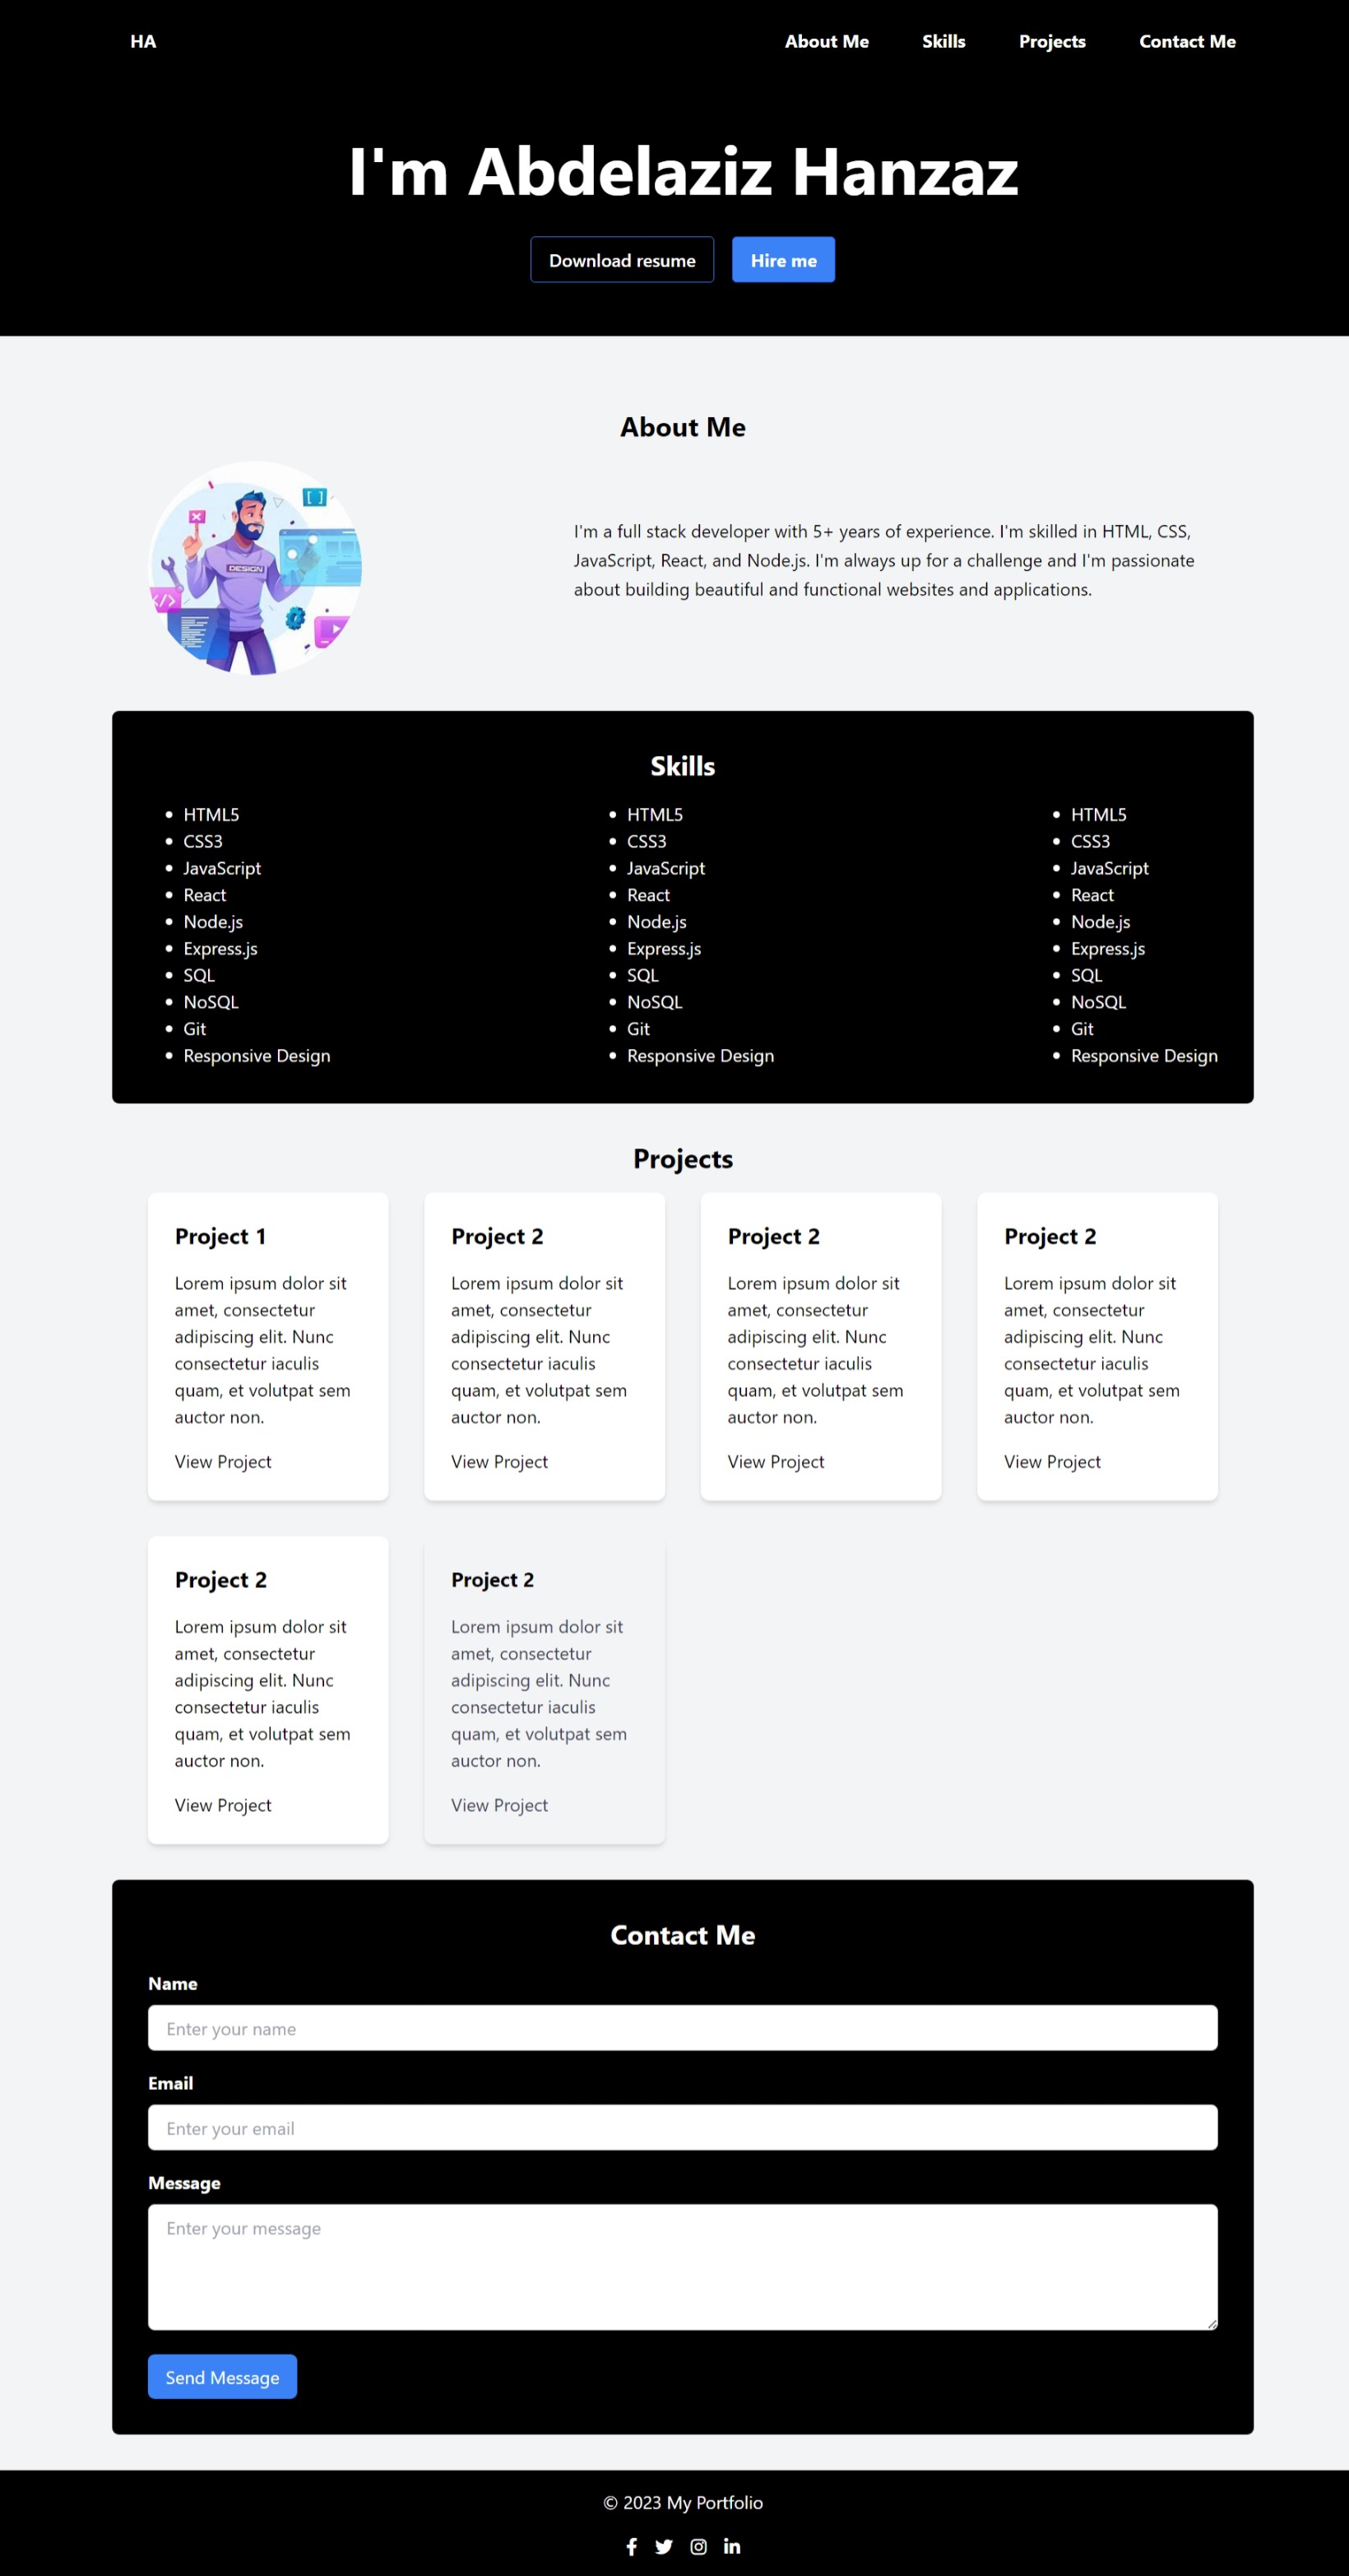 HA
About Me
Skills
Projects
Contact Me
I'm Abdelaziz Hanzaz
Download resume
Hire me
About Me
[ ]
DESIGN
</>
I'm a full stack developer with 5+ years of experience. I'm skilled in HTML, CSS,
JavaScript, React, and Node.js. I'm always up for a challenge and I'm passionate
about building beautiful and functional websites and applications.
Skills
HTML5
CSS3
JavaScript
React
Node.js
Express.js
SQL
NoSQL
Git
Responsive Design
HTML5
CSS3
JavaScript
React
Node.js
Express.js
SQL
NoSQL
Git
Responsive Design
HTML5
CSS3
JavaScript
React
Node.js
Express.js
SQL
NoSQL
Git
Responsive Design
Projects
Project 1
Lorem ipsum dolor sit
amet, consectetur
adipiscing elit. Nunc
consectetur iaculis
quam, et volutpat sem
auctor non.
View Project
Project 2
Lorem ipsum dolor sit
amet, consectetur
adipiscing elit. Nunc
consectetur iaculis
quam, et volutpat sem
auctor non.
View Project
Project 2
Lorem ipsum dolor sit
amet, consectetur
adipiscing elit. Nunc
consectetur iaculis
quam, et volutpat sem
auctor non.
View Project
Project 2
Lorem ipsum dolor sit
amet, consectetur
adipiscing elit. Nunc
consectetur iaculis
quam, et volutpat sem
auctor non.
View Project
Project 2
Lorem ipsum dolor sit
amet, consectetur
adipiscing elit. Nunc
consectetur iaculis
quam, et volutpat sem
auctor non.
View Project
Project 2
Lorem ipsum dolor sit
amet, consectetur
adipiscing elit. Nunc
consectetur iaculis
quam, et volutpat sem
auctor non.
View Project
Contact Me
Name
Enter your name
Email
Enter your email
Message
Enter your message
Send Message
© 2023 My Portfolio